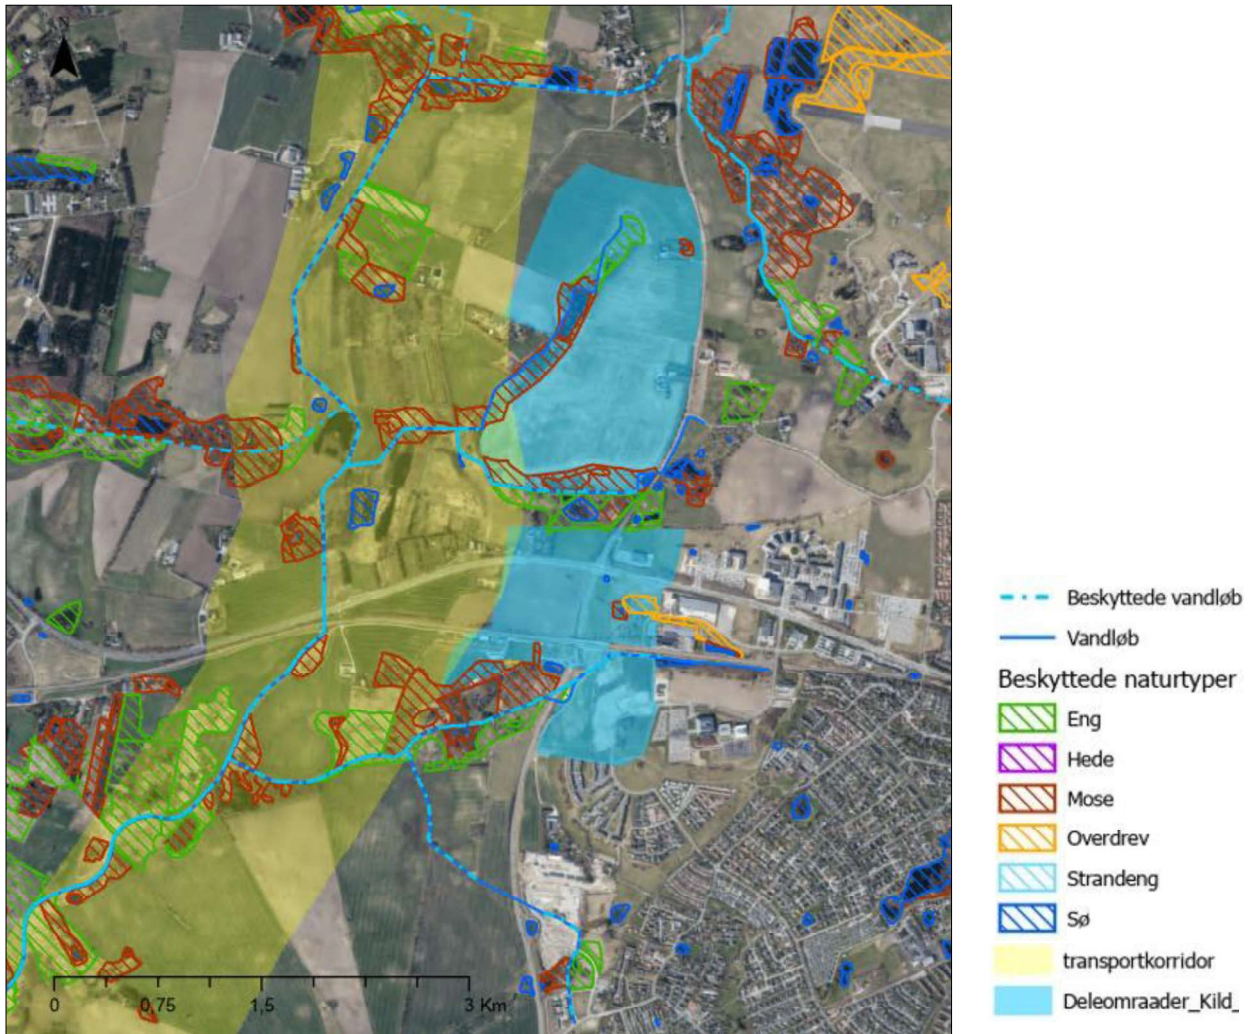 N
0 0,75 1,5 3 Km
Beskyttede vandløb
Vandløb
Beskyttede naturtyper
Eng
Hede
Mose
Overdrev
Strandeng
Sø
transportkorridor
Deleomraader_Kild_